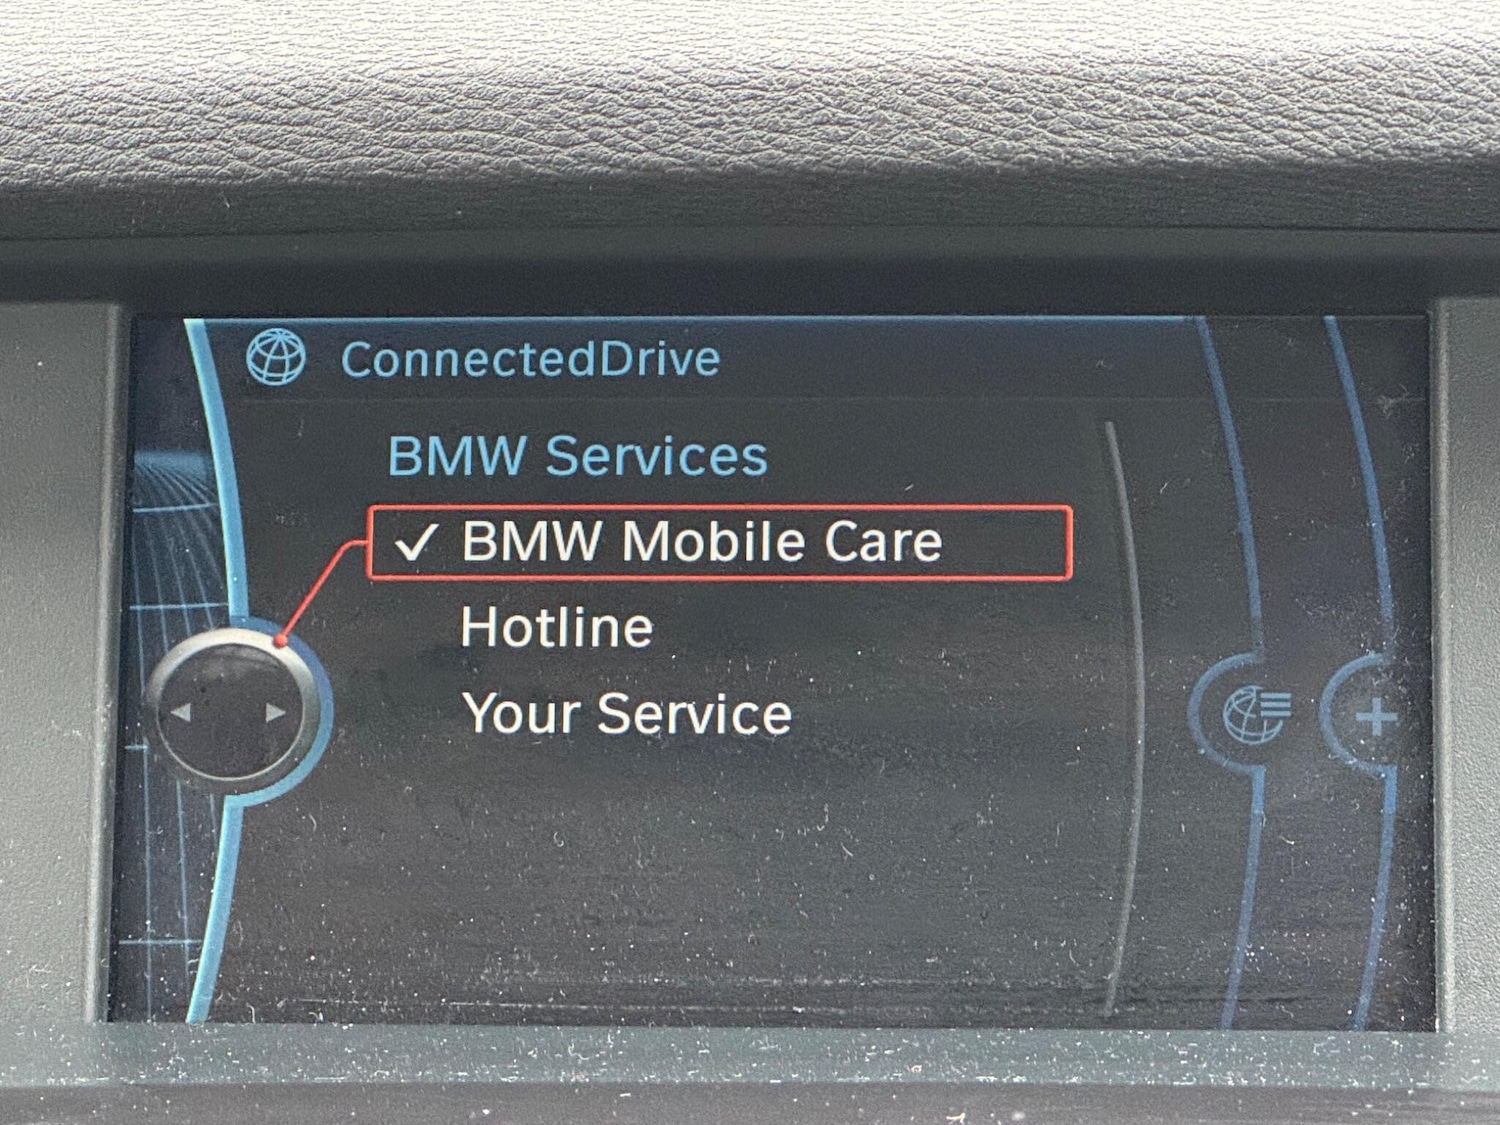 ConnectedDrive
BMW Services
✓ BMW Mobile Care
Hotline
Your Service